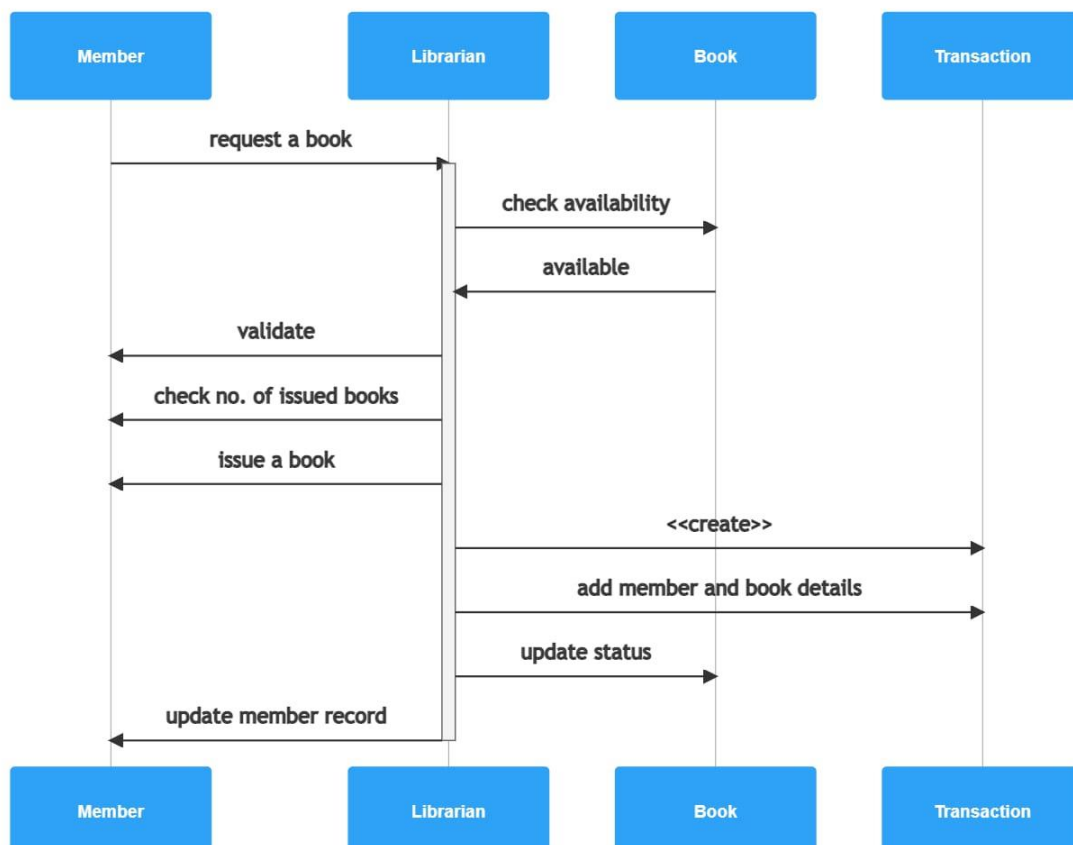 Member
Librarian
Book
Transaction
request a book
check availability
available
validate
check no. of issued books
issue a book
<<create>>
add member and book details
update status
update member record
Member
Librarian
Book
Transaction